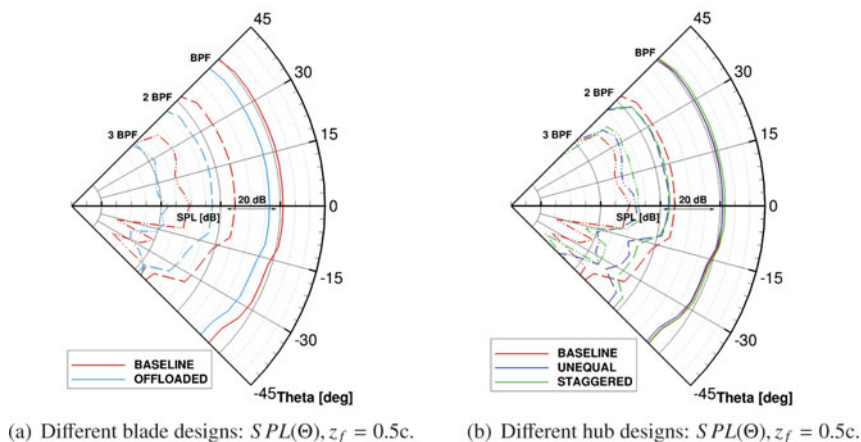 45
30
15
0
-15
-30
-45
Theta [deg]
BPF
2 BPF
3 BPF
SPL [dB]
20 dB
BASELINE
OFFLOADED
(a) Different blade designs: SPL(Θ), z_f = 0.5c.
45
30
15
0
-15
-30
-45
Theta [deg]
BPF
2 BPF
3 BPF
SPL [dB]
20 dB
BASELINE
UNEQUAL
STAGGERED
(b) Different hub designs: SPL(Θ), z_f = 0.5c.